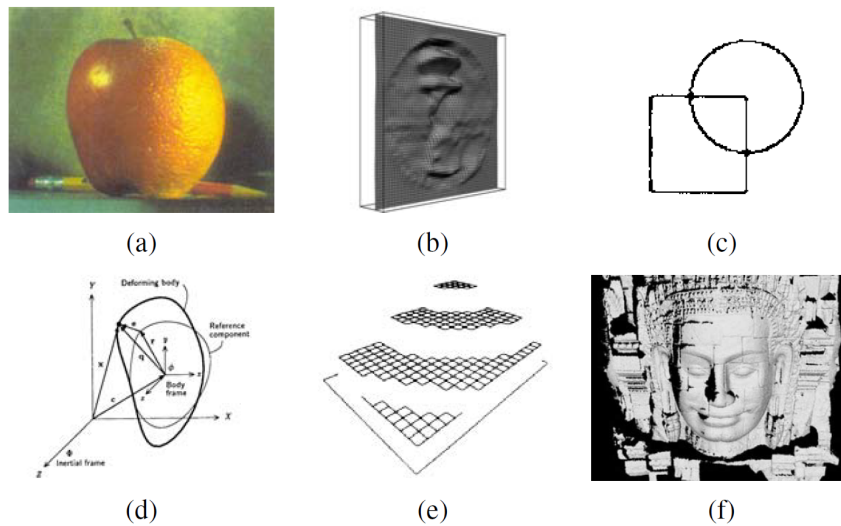 (a)
(b)
(c)
Deforming body
Y
Reference
component
e
r
y
q
x
ϕ
x
Body
frame
z
c
X
Φ
Inertial frame
Z
(d)
(e)
(f)